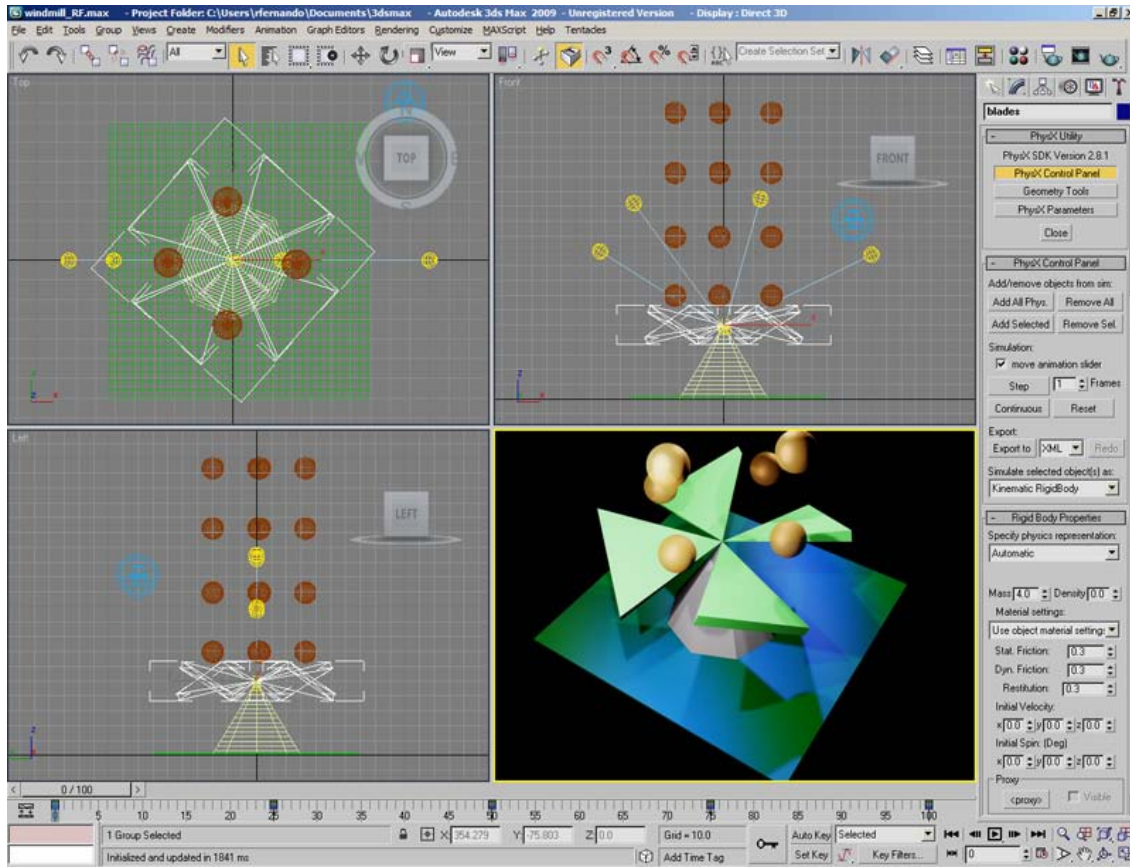 windmill_RF.max - Project Folder: C:\Users\rfernando\Documents\3dsmax - Autodesk 3ds Max 2009 - Unregistered Version - Display : Direct 3D
File Edit Tools Group Views Create Modifiers Animation Graph Editors Rendering Customize MAXScript Help Tentacles
All View Create Selection Set
Top
TOP
Front
FRONT
Left
LEFT
blades
- PhysX Utility
PhysX SDK Version 2.8.1
PhysX Control Panel
Geometry Tools
PhysX Parameters
Close
- PhysX Control Panel
Add/remove objects from sim:
Add All Phys. Remove All
Add Selected Remove Sel.
Simulation:
move animation slider
Step 1 Frames
Continuous Reset
Export:
Export to XML Redo
Simulate selected object(s) as:
Kinematic RigidBody
- Rigid Body Properties
Specify physics representation:
Automatic
Mass 4.0 Density 0.0
Material settings:
Use object material settings
Stat. Friction: 0.3
Dyn. Friction: 0.3
Restitution: 0.3
Initial Velocity:
x 0.0 y 0.0 z 0.0
Initial Spin: (Deg)
x 0.0 y 0.0 z 0.0
Proxy
<proxy> Visible
< 0 / 100 >
5 10 15 20 25 30 35 40 45 50 55 60 65 70 75 80 85 90 95 100
1 Group Selected X: 354.279 Y: -75.803 Z: 0.0 Grid = 10.0 Auto Key Selected
Initialized and updated in 1841 ms Add Time Tag Set Key Key Filters... 0